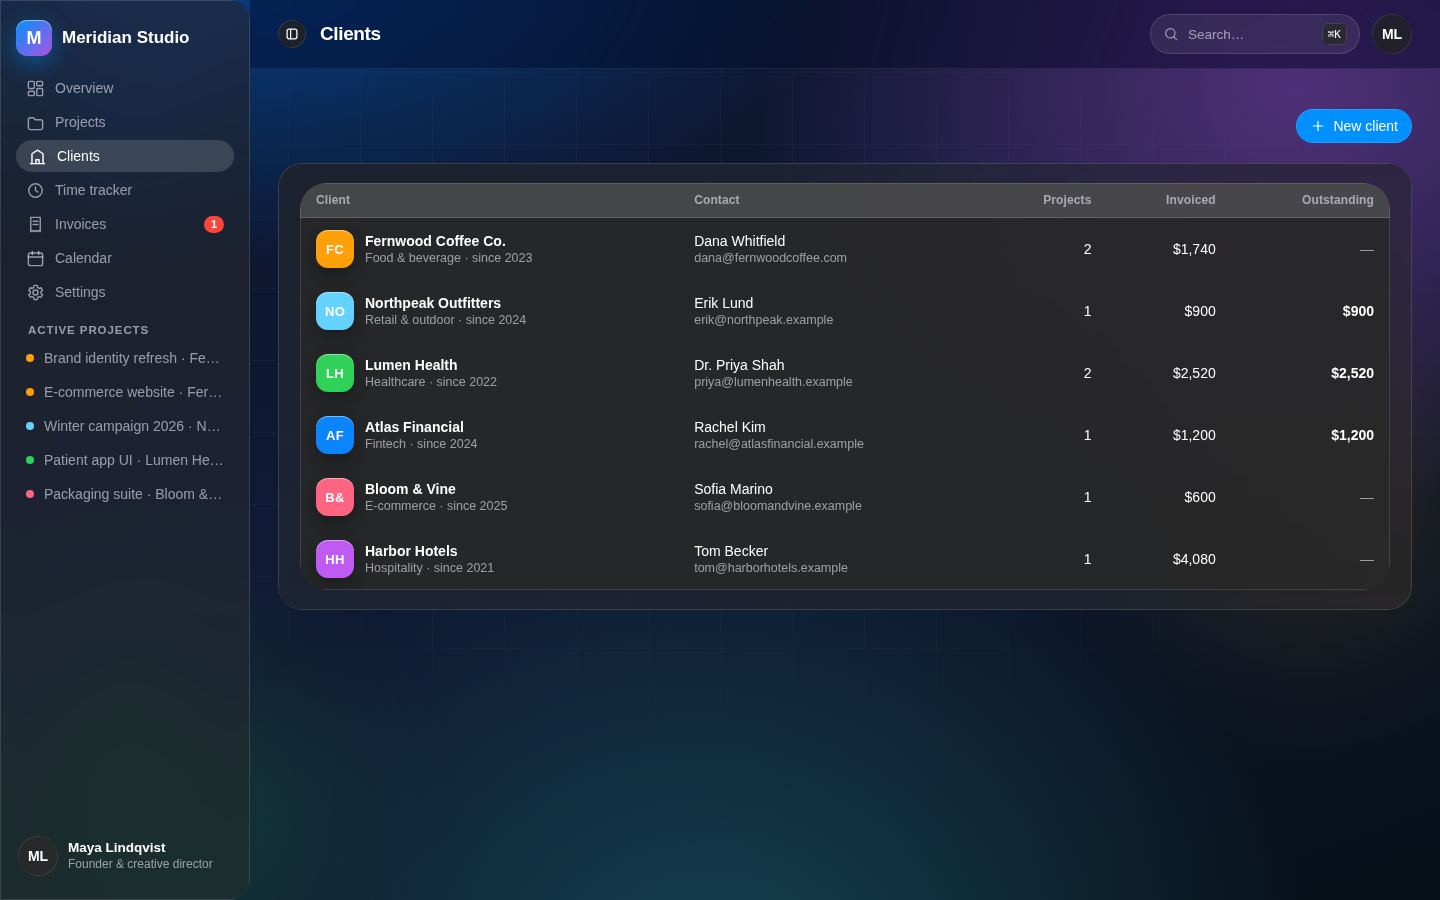 M Meridian Studio
Overview
Projects
Clients
Time tracker
Invoices 1
Calendar
Settings
ACTIVE PROJECTS
Brand identity refresh · Fe…
E-commerce website · Fer…
Winter campaign 2026 · N…
Patient app UI · Lumen He…
Packaging suite · Bloom &…
ML
Maya Lindqvist
Founder & creative director
Clients
Search… ⌘K ML
New client
Client Contact Projects Invoiced Outstanding
FC
Fernwood Coffee Co. Dana Whitfield
2 $1,740 —
Food & beverage · since 2023 dana@fernwoodcoffee.com
NO
Northpeak Outfitters Erik Lund
1 $900 $900
Retail & outdoor · since 2024 erik@northpeak.example
LH
Lumen Health Dr. Priya Shah
2 $2,520 $2,520
Healthcare · since 2022 priya@lumenhealth.example
AF
Atlas Financial Rachel Kim
1 $1,200 $1,200
Fintech · since 2024 rachel@atlasfinancial.example
B&
Bloom & Vine Sofia Marino
1 $600 —
E-commerce · since 2025 sofia@bloomandvine.example
HH
Harbor Hotels Tom Becker
1 $4,080 —
Hospitality · since 2021 tom@harborhotels.example